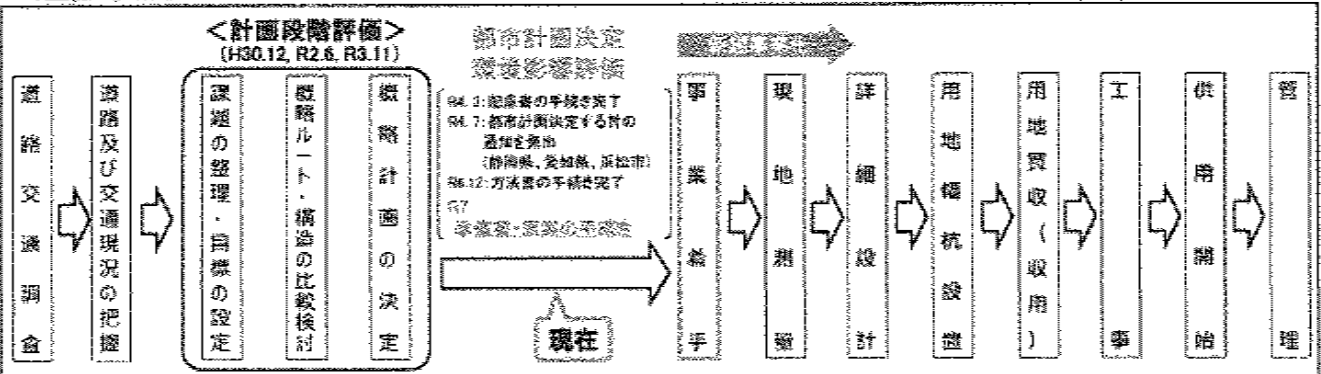 <計画段階評価>
(H30.12, R2.6, R3.11)
都市計画決定
環境影響評価
道路交通調査
道路及び交通現況の把握
課題の整理・目標の設定
概略ルート・構造の比較検討
概略計画の決定
R4.3:配慮書の手続き完了
R4.7:都市計画決定する旨の
通知を発出
(静岡県、愛知県、浜松市)
R6.12:方法書の手続き完了
R7
現在
事業着手
現地測量
詳細設計
用地幅杭設置
用地買収(収用)
工事
供用開始
管理